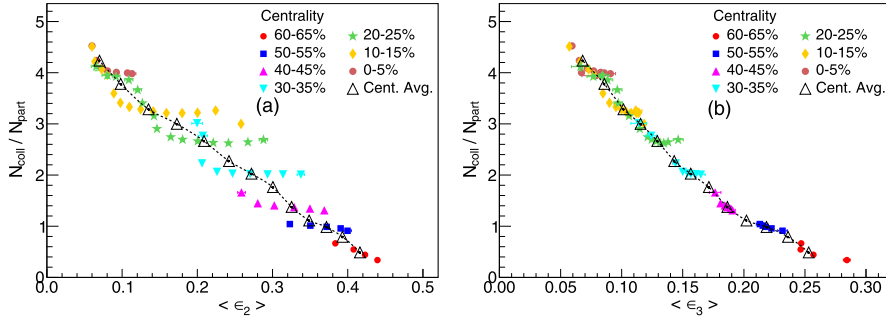 N_coll / N_part
5
4
3
2
1
0
Centrality
60-65%
50-55%
40-45%
30-35%
20-25%
10-15%
0-5%
Cent. Avg.
(a)
0.0 0.1 0.2 0.3 0.4 0.5
< ϵ_2 >
N_coll / N_part
5
4
3
2
1
0
Centrality
60-65%
50-55%
40-45%
30-35%
20-25%
10-15%
0-5%
Cent. Avg.
(b)
0.00 0.05 0.10 0.15 0.20 0.25 0.30
< ϵ_3 >